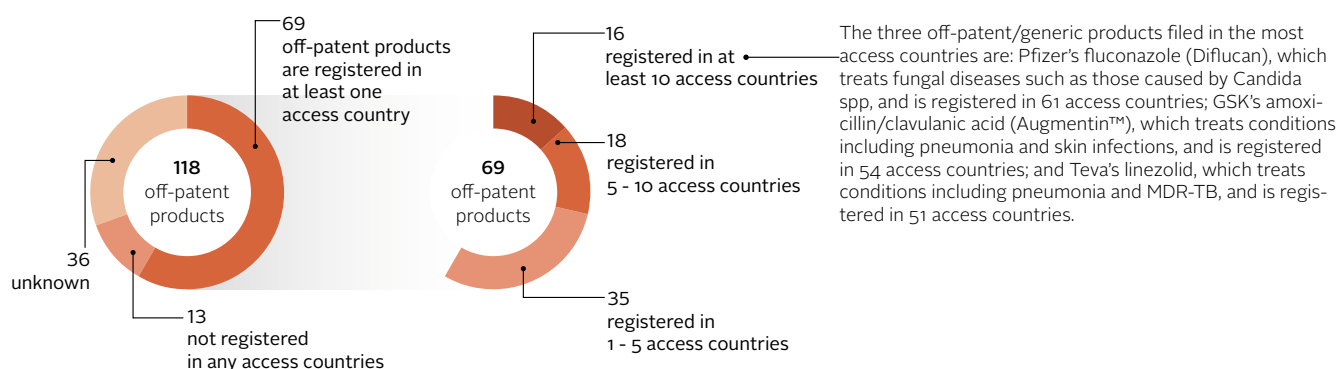 69
off-patent products
are registered in
at least one
access country
118
off-patent
products
36
unknown
13
not registered
in any access countries
16
registered in at
least 10 access countries
69
off-patent
products
18
registered in
5 - 10 access countries
35
registered in
1 - 5 access countries
The three off-patent/generic products filed in the most
access countries are: Pfizer's fluconazole (Diflucan), which
treats fungal diseases such as those caused by Candida
spp, and is registered in 61 access countries; GSK's amoxi-
cillin/clavulanic acid (Augmentin™), which treats conditions
including pneumonia and skin infections, and is registered
in 54 access countries; and Teva's linezolid, which treats
conditions including pneumonia and MDR-TB, and is regis-
tered in 51 access countries.